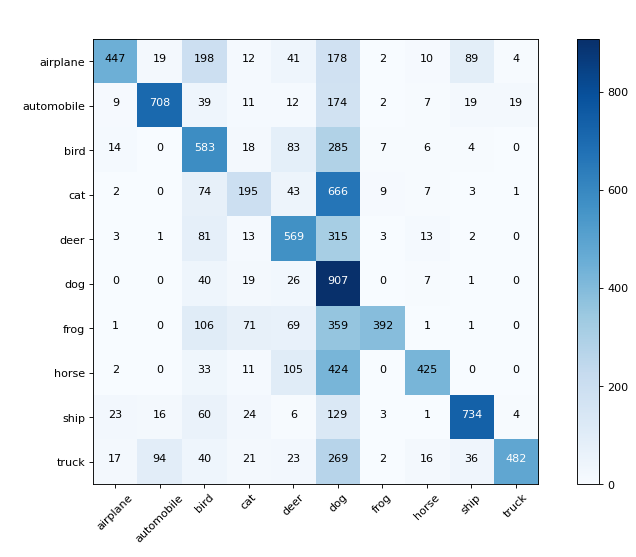 airplane 447 19 198 12 41 178 2 10 89 4
automobile 9 708 39 11 12 174 2 7 19 19
bird 14 0 583 18 83 285 7 6 4 0
cat 2 0 74 195 43 666 9 7 3 1
deer 3 1 81 13 569 315 3 13 2 0
dog 0 0 40 19 26 907 0 7 1 0
frog 1 0 106 71 69 359 392 1 1 0
horse 2 0 33 11 105 424 0 425 0 0
ship 23 16 60 24 6 129 3 1 734 4
truck 17 94 40 21 23 269 2 16 36 482
airplane automobile bird cat deer dog frog horse ship truck
800
600
400
200
0